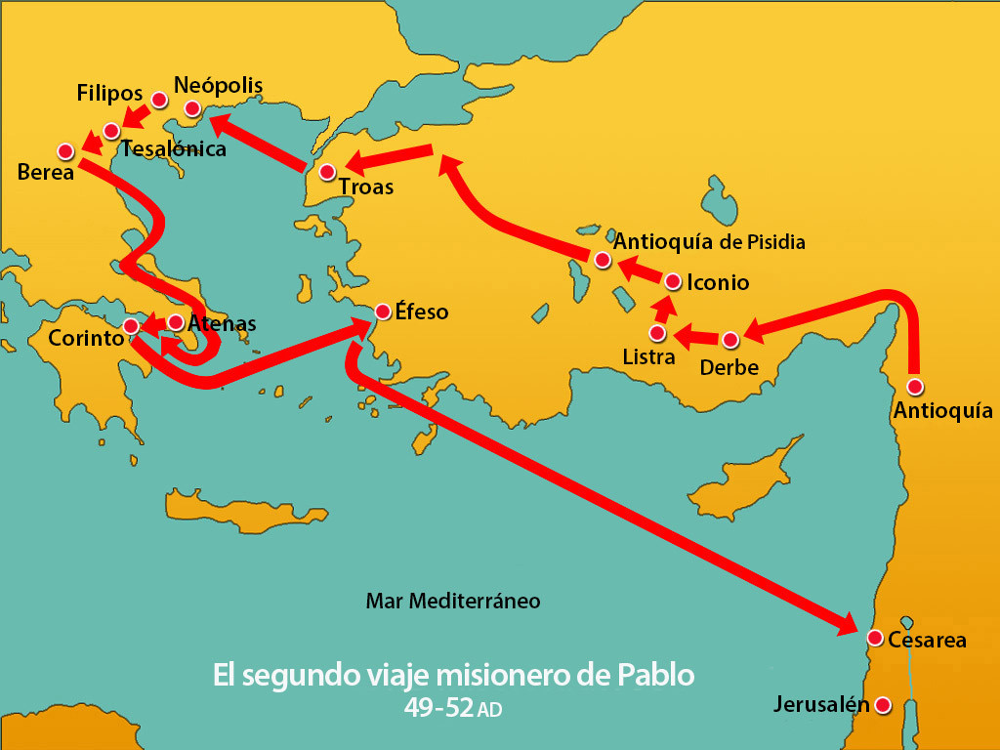 Neópolis
Filipos
Tesalónica
Berea
Troas
Antioquía de Pisidia
Iconio
Éfeso
Atenas
Corinto
Listra
Derbe
Antioquía
Mar Mediterráneo
Cesarea
El segundo viaje misionero de Pablo
49-52 AD
Jerusalén